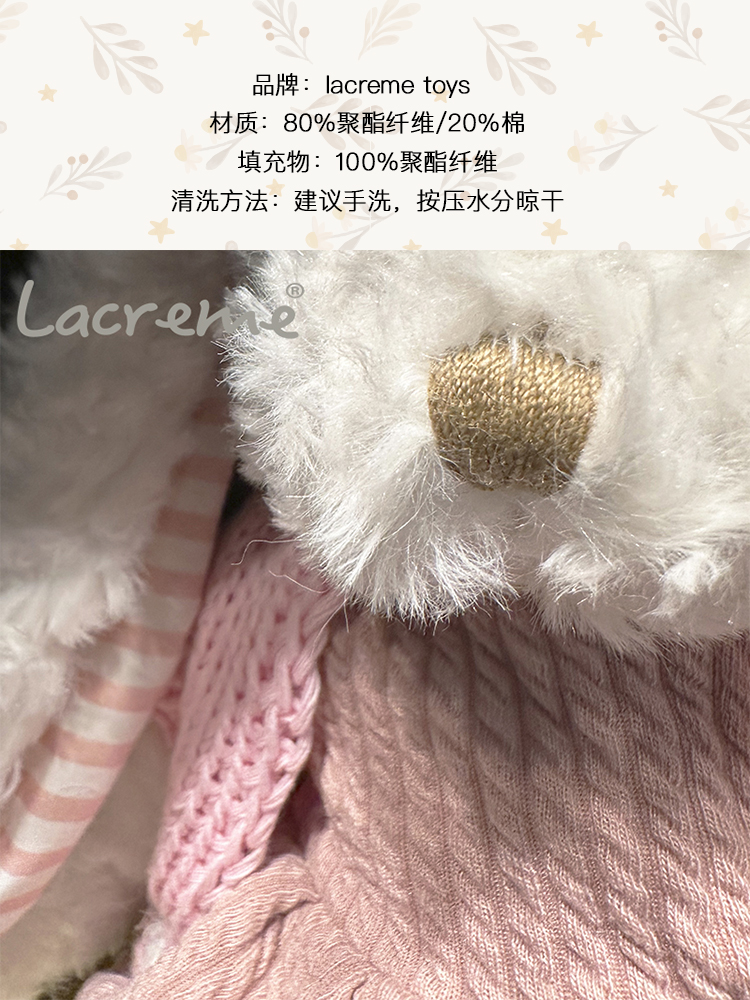 品牌：lacreme toys
材质：80%聚酯纤维/20%棉
填充物：100%聚酯纤维
清洗方法：建议手洗，按压水分晾干
Lacreme®